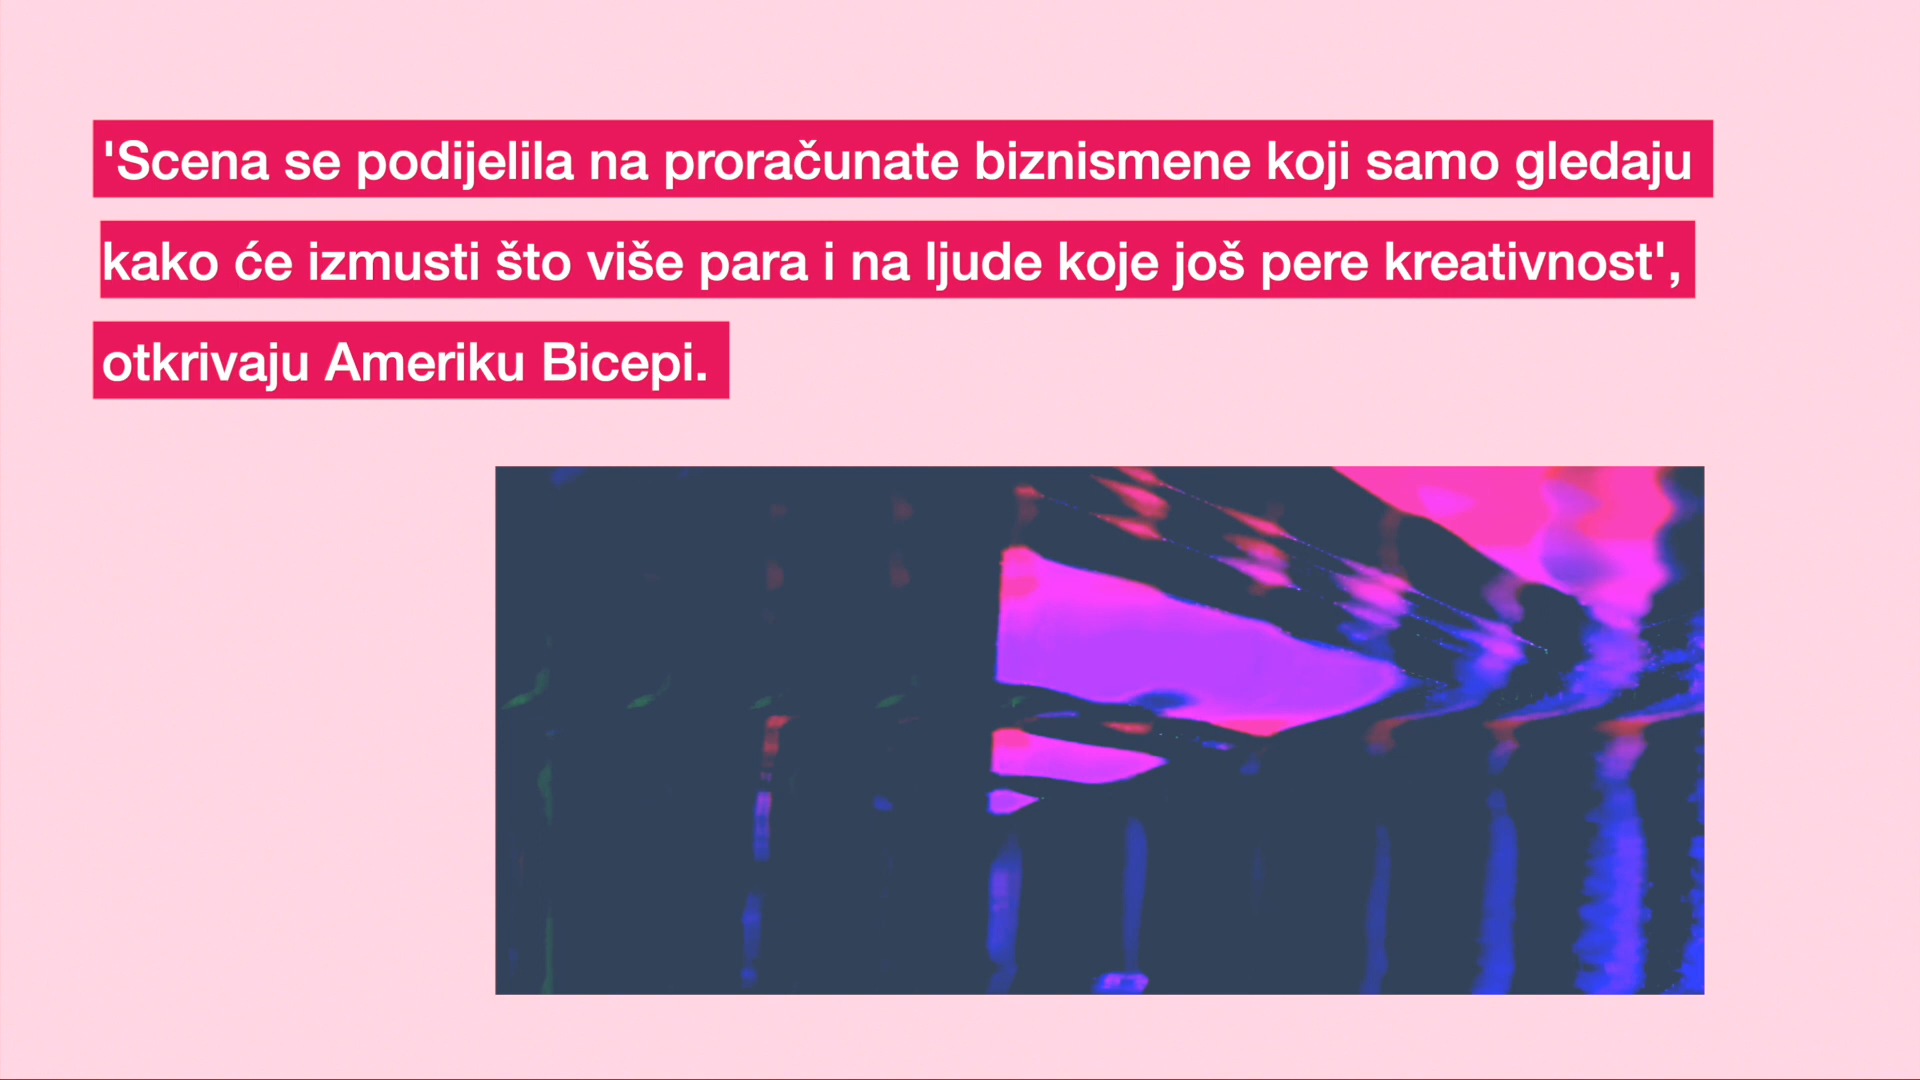 'Scena se podijelila na proračunate biznismene koji samo gledaju
kako će izmusti što više para i na ljude koje još pere kreativnost',
otkrivaju Ameriku Bicepi.